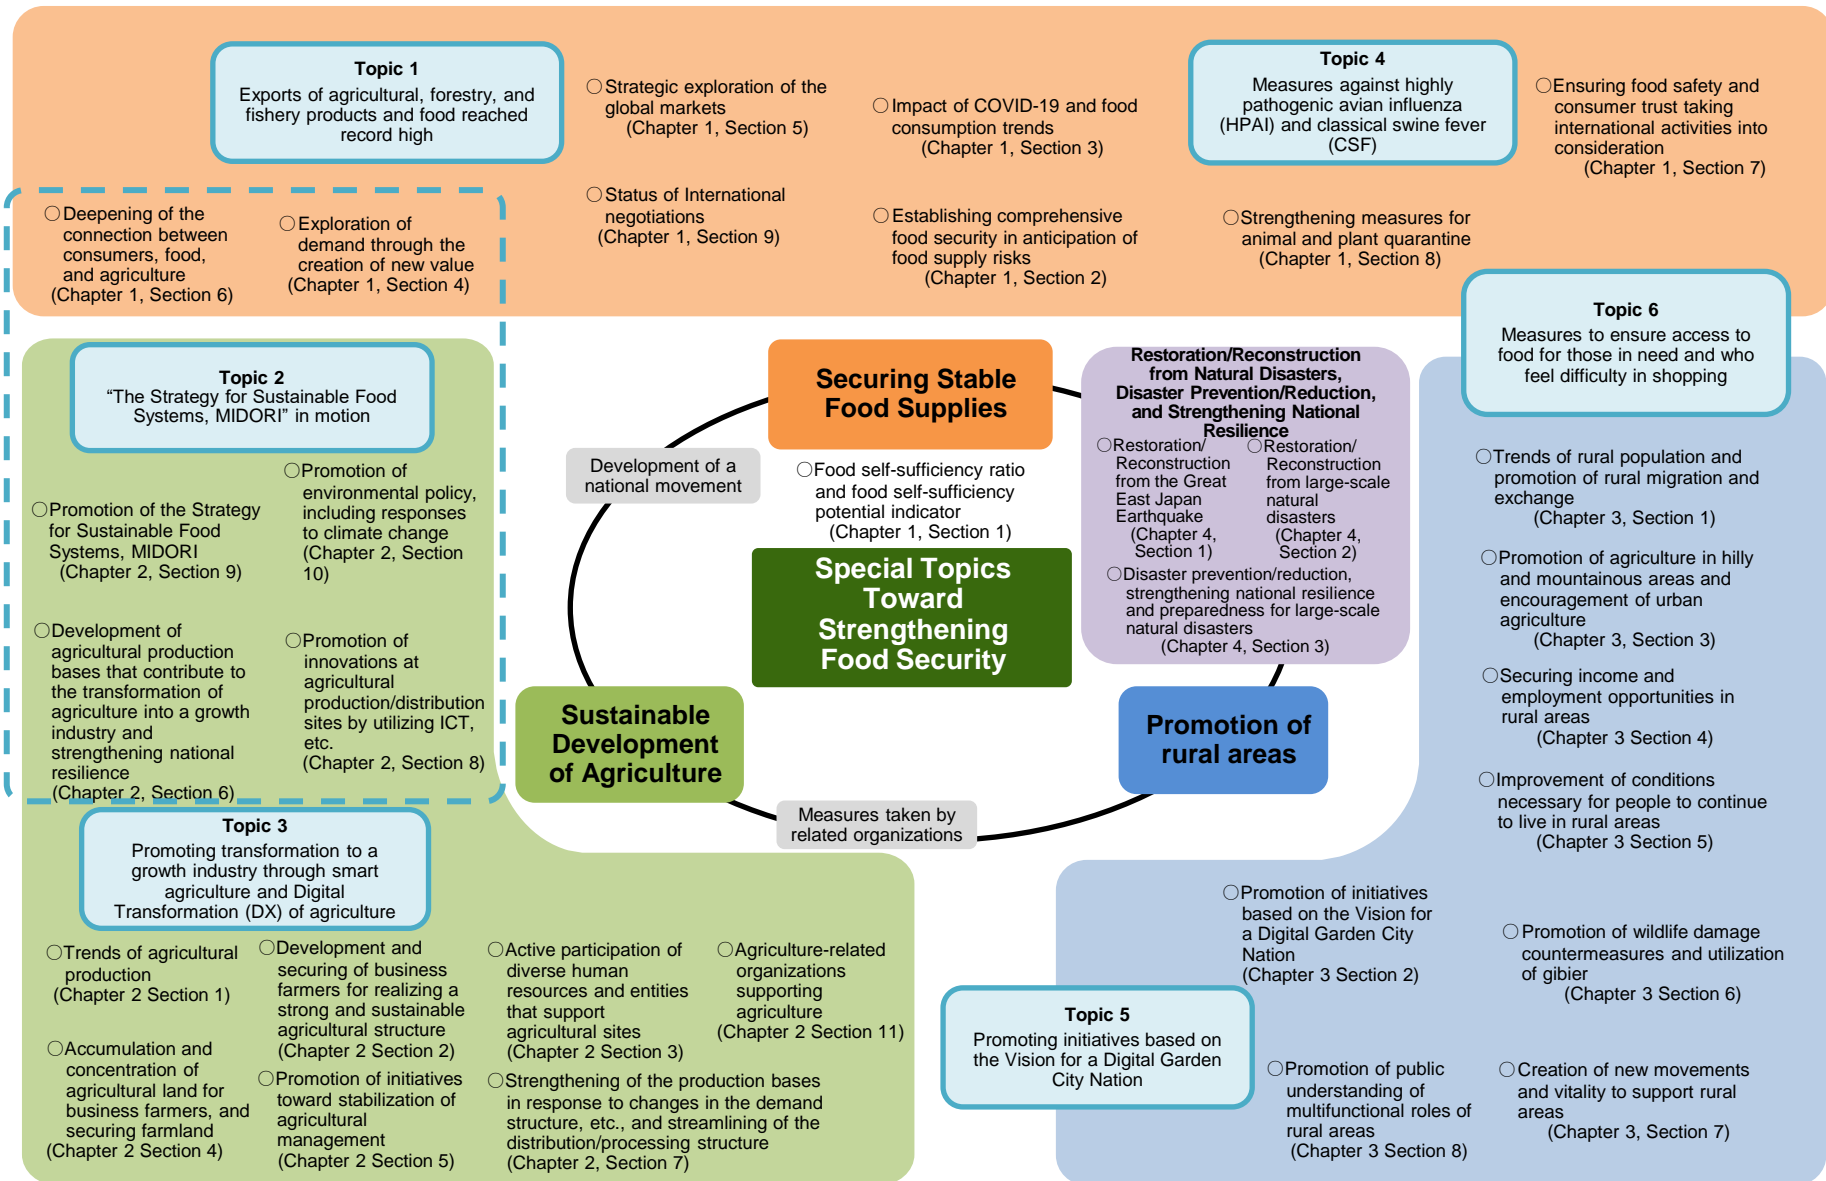 Topic 1
Exports of agricultural, forestry, and
fishery products and food reached
record high
○Strategic exploration of the
global markets
(Chapter 1, Section 5)
○Impact of COVID-19 and food
consumption trends
(Chapter 1, Section 3)
Topic 4
Measures against highly
pathogenic avian influenza
(HPAI) and classical swine fever
(CSF)
○Ensuring food safety and
consumer trust taking
international activities into
consideration
(Chapter 1, Section 7)
○Deepening of the
connection between
consumers, food,
and agriculture
(Chapter 1, Section 6)
○Exploration of
demand through the
creation of new value
(Chapter 1, Section 4)
○Status of International
negotiations
(Chapter 1, Section 9)
○Establishing comprehensive
food security in anticipation of
food supply risks
(Chapter 1, Section 2)
○Strengthening measures for
animal and plant quarantine
(Chapter 1, Section 8)
Topic 6
Measures to ensure access to
food for those in need and who
feel difficulty in shopping
Topic 2
“The Strategy for Sustainable Food
Systems, MIDORI” in motion
Securing Stable
Food Supplies
Restoration/Reconstruction
from Natural Disasters,
Disaster Prevention/Reduction,
and Strengthening National
Resilience
○Restoration/
Reconstruction
from the Great
East Japan
Earthquake
(Chapter 4,
Section 1)
○Restoration/
Reconstruction
from large-scale
natural
disasters
(Chapter 4,
Section 2)
○Disaster prevention/reduction,
strengthening national resilience
and preparedness for large-scale
natural disasters
(Chapter 4, Section 3)
Development of a
national movement
○Food self-sufficiency ratio
and food self-sufficiency
potential indicator
(Chapter 1, Section 1)
Special Topics
Toward
Strengthening
Food Security
○Promotion of the Strategy
for Sustainable Food
Systems, MIDORI
(Chapter 2, Section 9)
○Promotion of
environmental policy,
including responses
to climate change
(Chapter 2, Section
10)
○Development of
agricultural production
bases that contribute to
the transformation of
agriculture into a growth
industry and
strengthening national
resilience
(Chapter 2, Section 6)
○Promotion of
innovations at
agricultural
production/distribution
sites by utilizing ICT,
etc.
(Chapter 2, Section 8)
Sustainable
Development
of Agriculture
Promotion of
rural areas
Measures taken by
related organizations
○Trends of rural population and
promotion of rural migration and
exchange
(Chapter 3, Section 1)
○Promotion of agriculture in hilly
and mountainous areas and
encouragement of urban
agriculture
(Chapter 3, Section 3)
○Securing income and
employment opportunities in
rural areas
(Chapter 3 Section 4)
○Improvement of conditions
necessary for people to continue
to live in rural areas
(Chapter 3 Section 5)
Topic 3
Promoting transformation to a
growth industry through smart
agriculture and Digital
Transformation (DX) of agriculture
○Trends of agricultural
production
(Chapter 2 Section 1)
○Development and
securing of business
farmers for realizing a
strong and sustainable
agricultural structure
(Chapter 2 Section 2)
○Active participation of
diverse human
resources and entities
that support
agricultural sites
(Chapter 2 Section 3)
○Agriculture-related
organizations
supporting
agriculture
(Chapter 2 Section 11)
○Accumulation and
concentration of
agricultural land for
business farmers, and
securing farmland
(Chapter 2 Section 4)
○Promotion of initiatives
toward stabilization of
agricultural
management
(Chapter 2 Section 5)
○Strengthening of the production bases
in response to changes in the demand
structure, etc., and streamlining of the
distribution/processing structure
(Chapter 2, Section 7)
○Promotion of initiatives
based on the Vision for
a Digital Garden City
Nation
(Chapter 3 Section 2)
○Promotion of wildlife damage
countermeasures and utilization
of gibier
(Chapter 3 Section 6)
Topic 5
Promoting initiatives based on
the Vision for a Digital Garden
City Nation
○Promotion of public
understanding of
multifunctional roles of
rural areas
(Chapter 3 Section 8)
○Creation of new movements
and vitality to support rural
areas
(Chapter 3, Section 7)